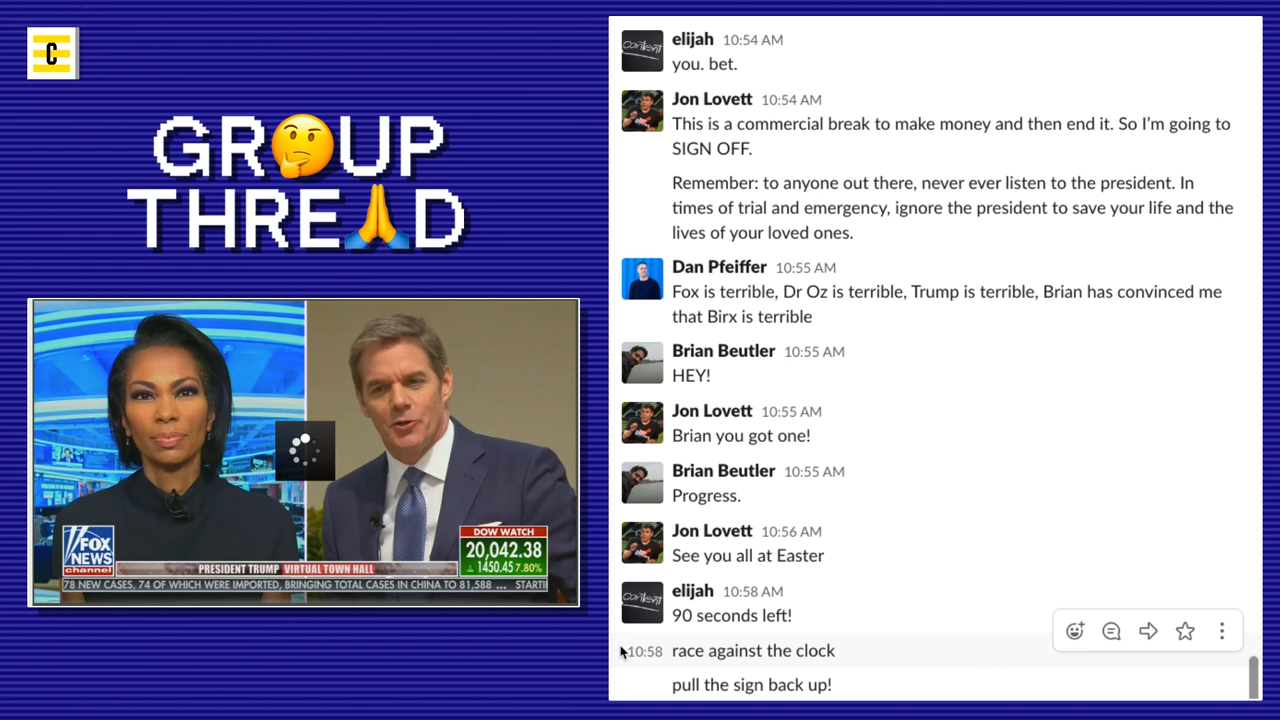 C
GR🤔UP
THRE🙏D
elijah 10:54 AM
you. bet.
Jon Lovett 10:54 AM
This is a commercial break to make money and then end it. So I'm going to
SIGN OFF.
Remember: to anyone out there, never ever listen to the president. In
times of trial and emergency, ignore the president to save your life and the
lives of your loved ones.
Dan Pfeiffer 10:55 AM
Fox is terrible, Dr Oz is terrible, Trump is terrible, Brian has convinced me
that Birx is terrible
Brian Beutler 10:55 AM
HEY!
Jon Lovett 10:55 AM
Brian you got one!
Brian Beutler 10:55 AM
Progress.
Jon Lovett 10:56 AM
See you all at Easter
elijah 10:58 AM
90 seconds left!
10:58 race against the clock
pull the sign back up!
content
FOX
NEWS
channel
DOW WATCH
20,042.38
▲ 1450.45 7.80%
PRESIDENT TRUMP VIRTUAL TOWN HALL
78 NEW CASES, 74 OF WHICH WERE IMPORTED, BRINGING TOTAL CASES IN CHINA TO 81,588 ... STARTI